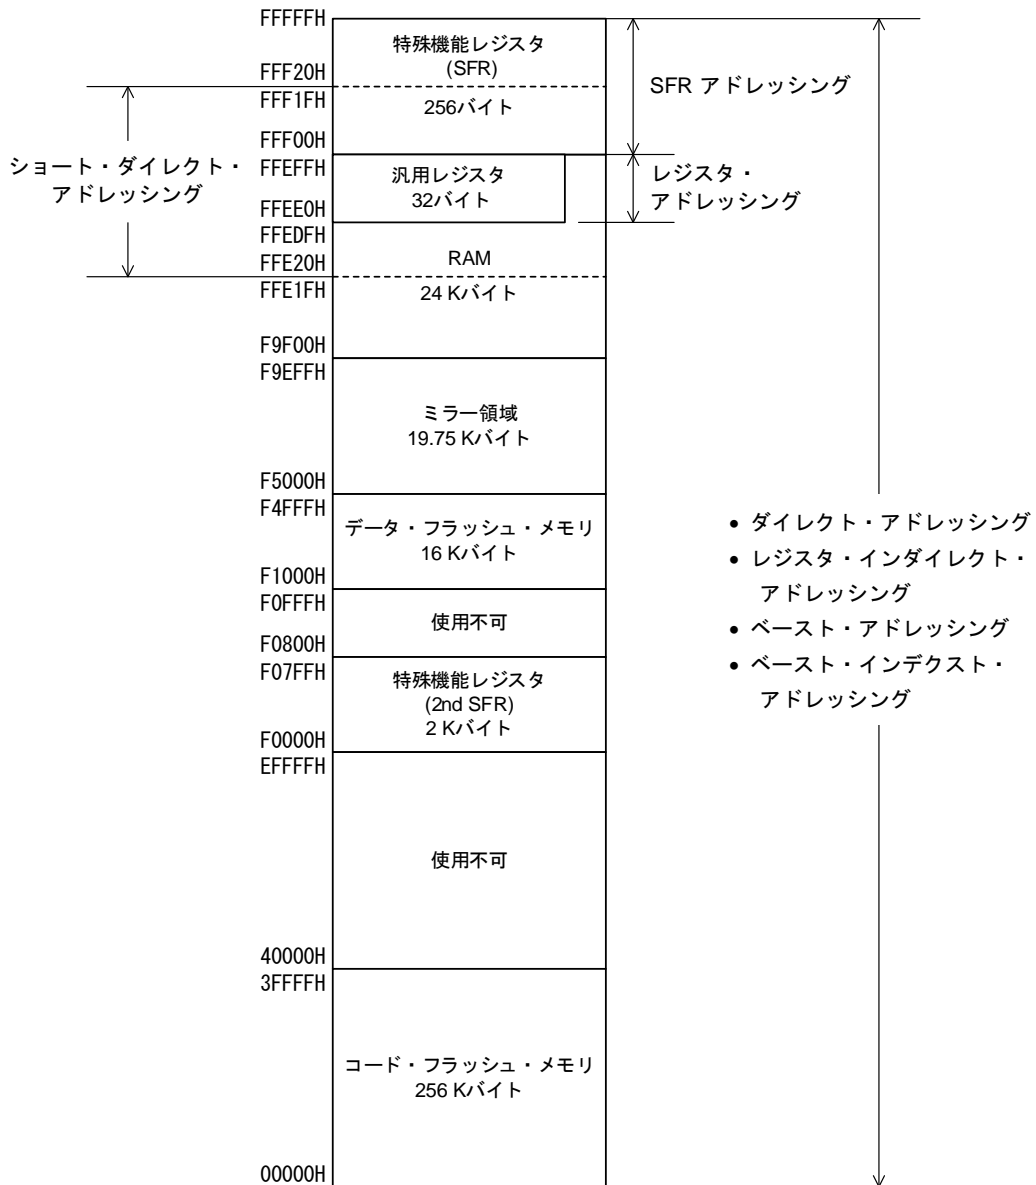 FFFFFH
特殊機能レジスタ
(SFR)
256バイト
FFF20H
FFF1FH
FFF00H
SFR アドレッシング
ショート・ダイレクト・
アドレッシング
FFEFFH
汎用レジスタ
32バイト
FFEE0H
レジスタ・
アドレッシング
FFEDFH
FFE20H
RAM
24 Kバイト
FFE1FH
F9F00H
F9EFFH
ミラー領域
19.75 Kバイト
F5000H
F4FFFH
データ・フラッシュ・メモリ
16 Kバイト
F1000H
F0FFFH
使用不可
F0800H
F07FFH
特殊機能レジスタ
(2nd SFR)
2 Kバイト
F0000H
EFFFFH
使用不可
40000H
3FFFFH
コード・フラッシュ・メモリ
256 Kバイト
00000H
• ダイレクト・アドレッシング
• レジスタ・インダイレクト・
アドレッシング
• ベースト・アドレッシング
• ベースト・インデクスト・
アドレッシング